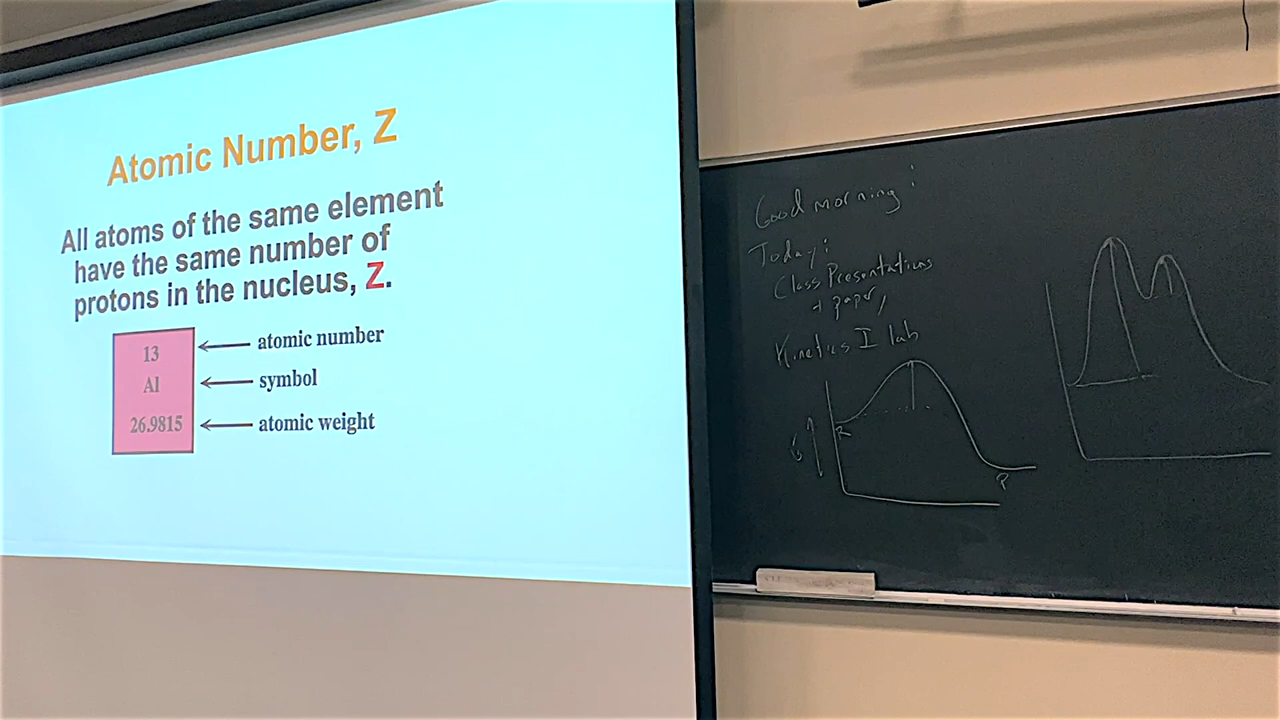 Atomic Number, Z
All atoms of the same element
have the same number of
protons in the nucleus, Z.
13
Al
26.9815
atomic number
symbol
atomic weight
Good morning!
Today:
Class Presentations
+ paper,
Kinetics I lab
R
G
P